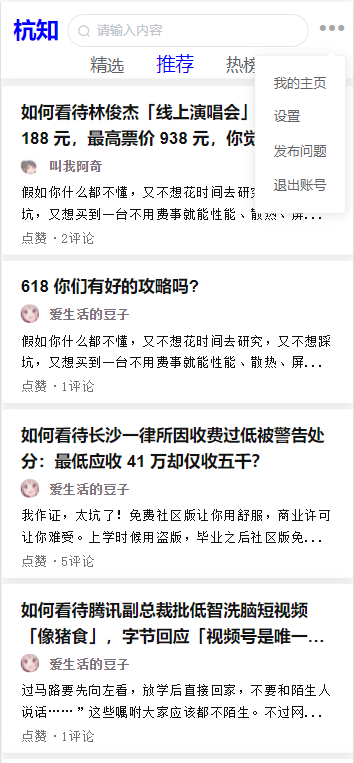 杭知
请输入内容
精选
推荐
热榜
我的主页
设置
发布问题
退出账号
如何看待林俊杰「线上演唱会」
188 元，最高票价 938 元，你觉
叫我阿奇
假如你什么都不懂，又不想花时间去研究
坑，又想买到一台不用费事就能性能、散热、屏...
点赞 · 2评论
618 你们有好的攻略吗?
爱生活的豆子
假如你什么都不懂，又不想花时间去研究，又不想踩
坑，又想买到一台不用费事就能性能、散热、屏...
点赞 · 1评论
如何看待长沙一律所因收费过低被警告处
分：最低应收 41 万却仅收五千？
爱生活的豆子
我作证，太坑了！免费社区版让你用舒服，商业许可
让你难受。上学时候用盗版，毕业之后社区版免...
点赞 · 5评论
如何看待腾讯副总裁批低智洗脑短视频
「像猪食」，字节回应「视频号是唯一...
爱生活的豆子
过马路要先向左看，放学后直接回家，不要和陌生人
说话……”这些嘱咐大家应该都不陌生。不过网...
点赞 · 1评论